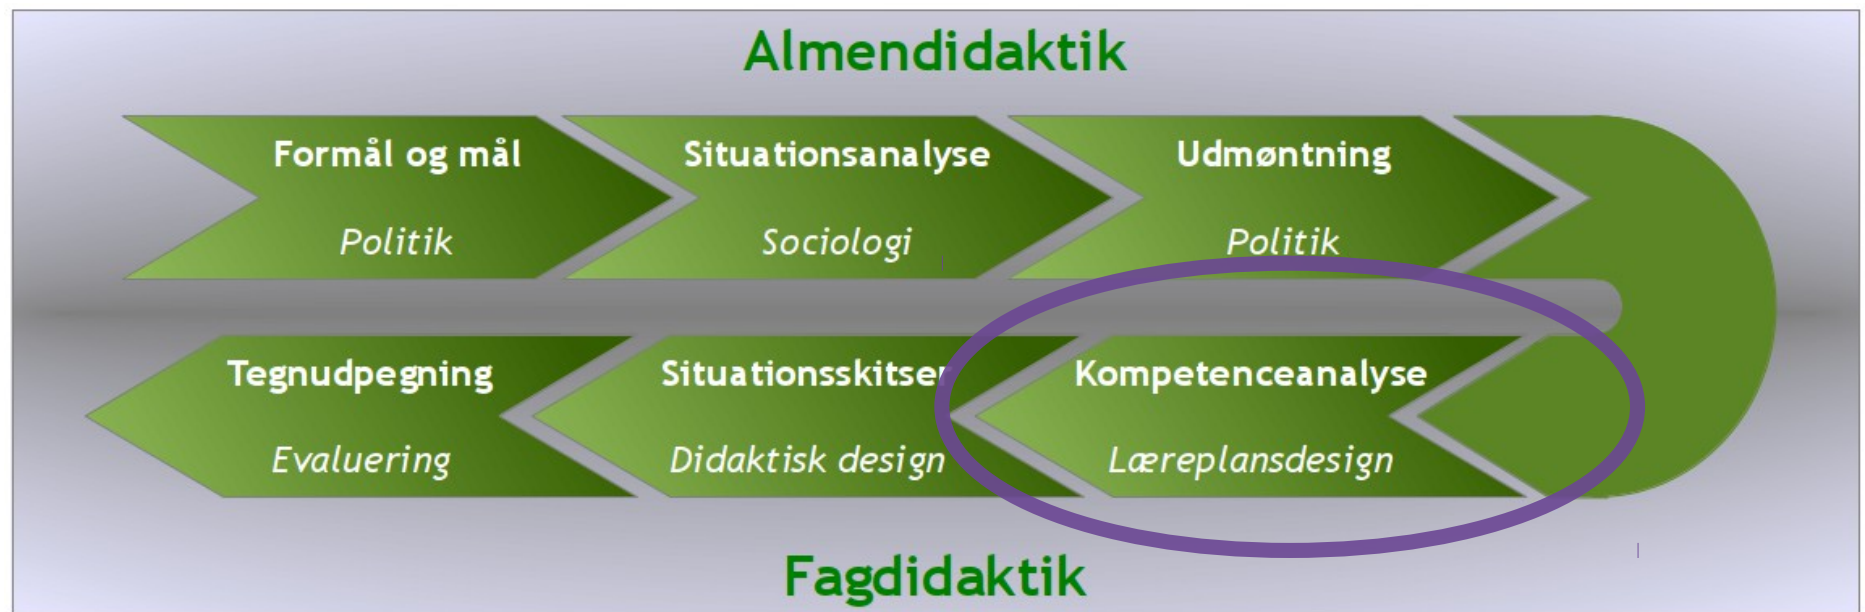 Almendidaktik
Formål og mål
Politik
Situationsanalyse
Sociologi
Udmøntning
Politik
Kompetenceanalyse
Læreplansdesign
Situationsskitser
Didaktisk design
Tegnudpegning
Evaluering
Fagdidaktik